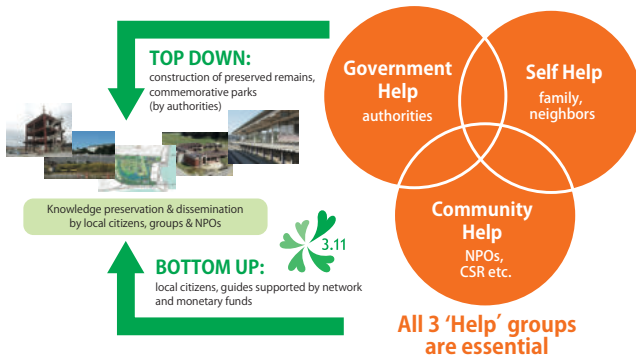 TOP DOWN:
construction of preserved remains,
commemorative parks
(by authorities)
Knowledge preservation & dissemination
by local citizens, groups & NPOs
3.11
BOTTOM UP:
local citizens, guides supported by network
and monetary funds
Government
Help
authorities
Self Help
family,
neighbors
Community
Help
NPOs,
CSR etc.
All 3 ‘Help’ groups
are essential